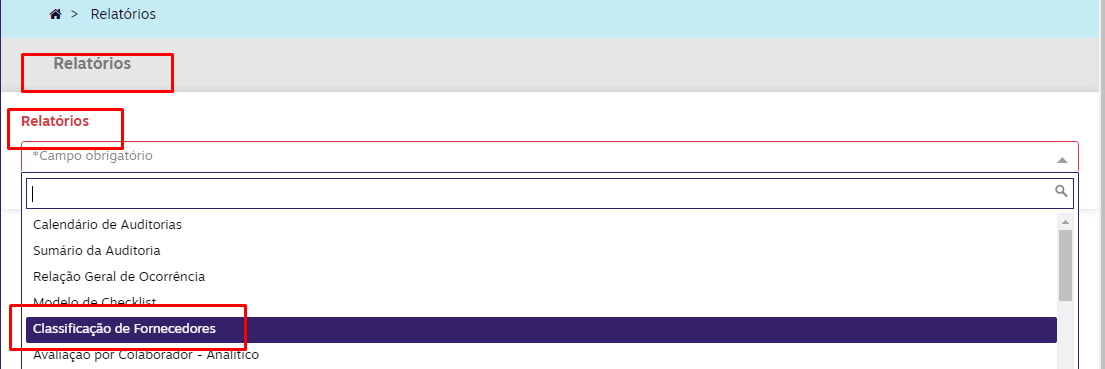 > Relatórios
Relatórios
Relatórios
*Campo obrigatório
Calendário de Auditorias
Sumário da Auditoria
Relação Geral de Ocorrência
Modelo de Checklist
Classificação de Fornecedores
Avaliação por Colaborador - Analítico